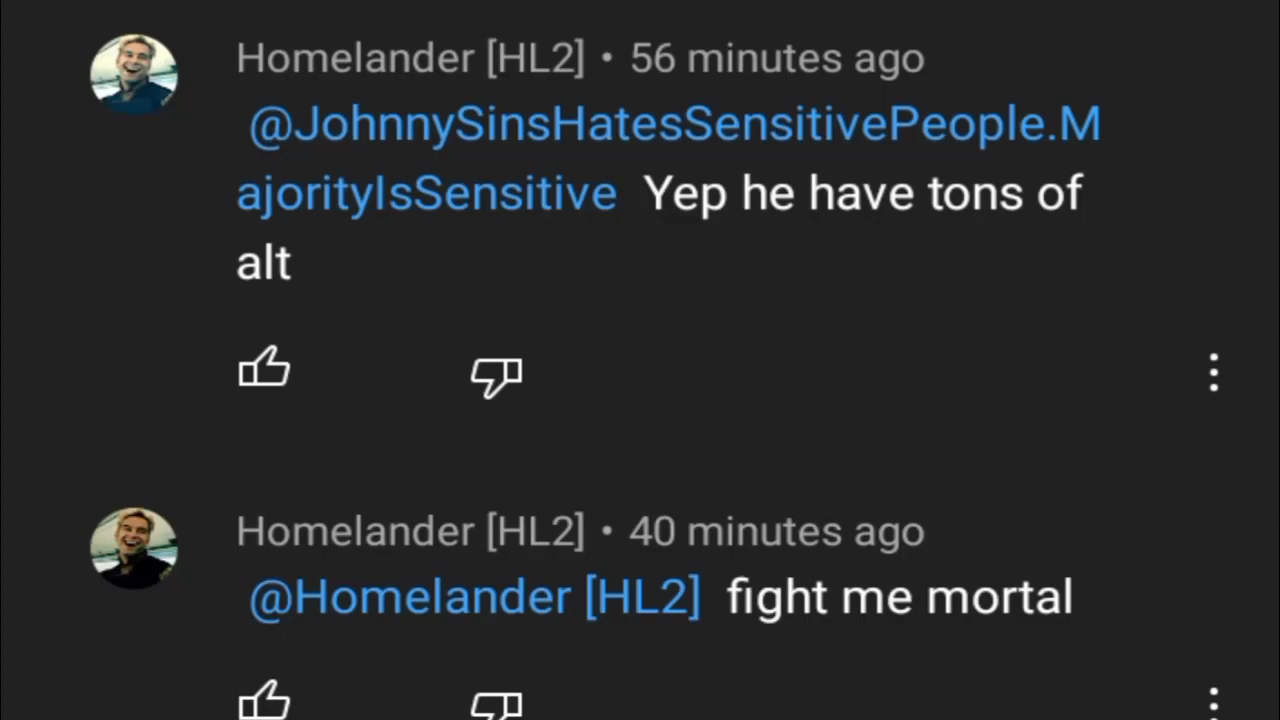 Homelander [HL2] • 56 minutes ago
@JohnnySinsHatesSensitivePeople.M
ajorityIsSensitive Yep he have tons of
alt
Homelander [HL2] • 40 minutes ago
@Homelander [HL2] fight me mortal